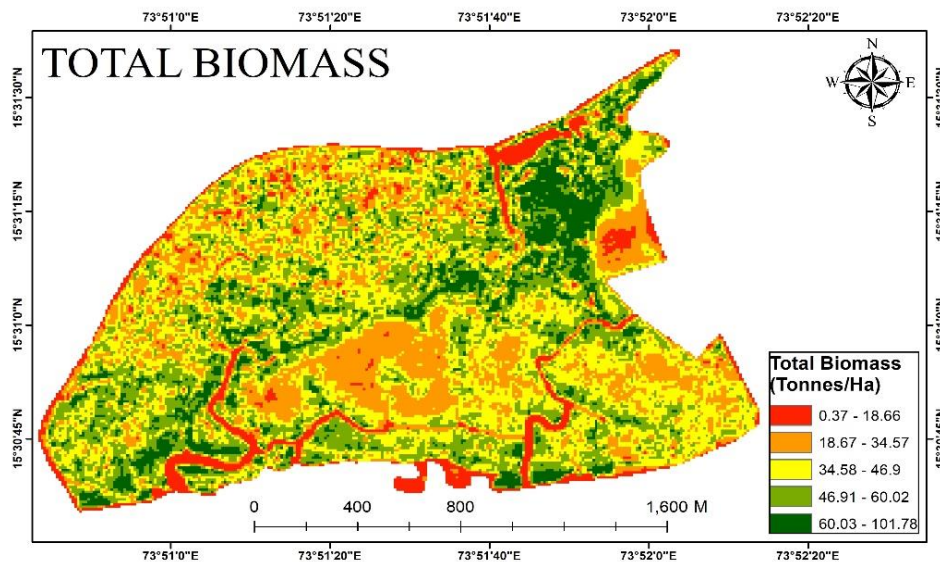 73°51'0"E 73°51'20"E 73°51'40"E 73°52'0"E 73°52'20"E
TOTAL BIOMASS
N
W E
S
15°31'30"N
15°31'15"N
15°31'0"N
15°30'45"N
Total Biomass
(Tonnes/Ha)
0.37 - 18.66
18.67 - 34.57
34.58 - 46.9
46.91 - 60.02
60.03 - 101.78
0 400 800 1,600 M
73°51'0"E 73°51'20"E 73°51'40"E 73°52'0"E 73°52'20"E